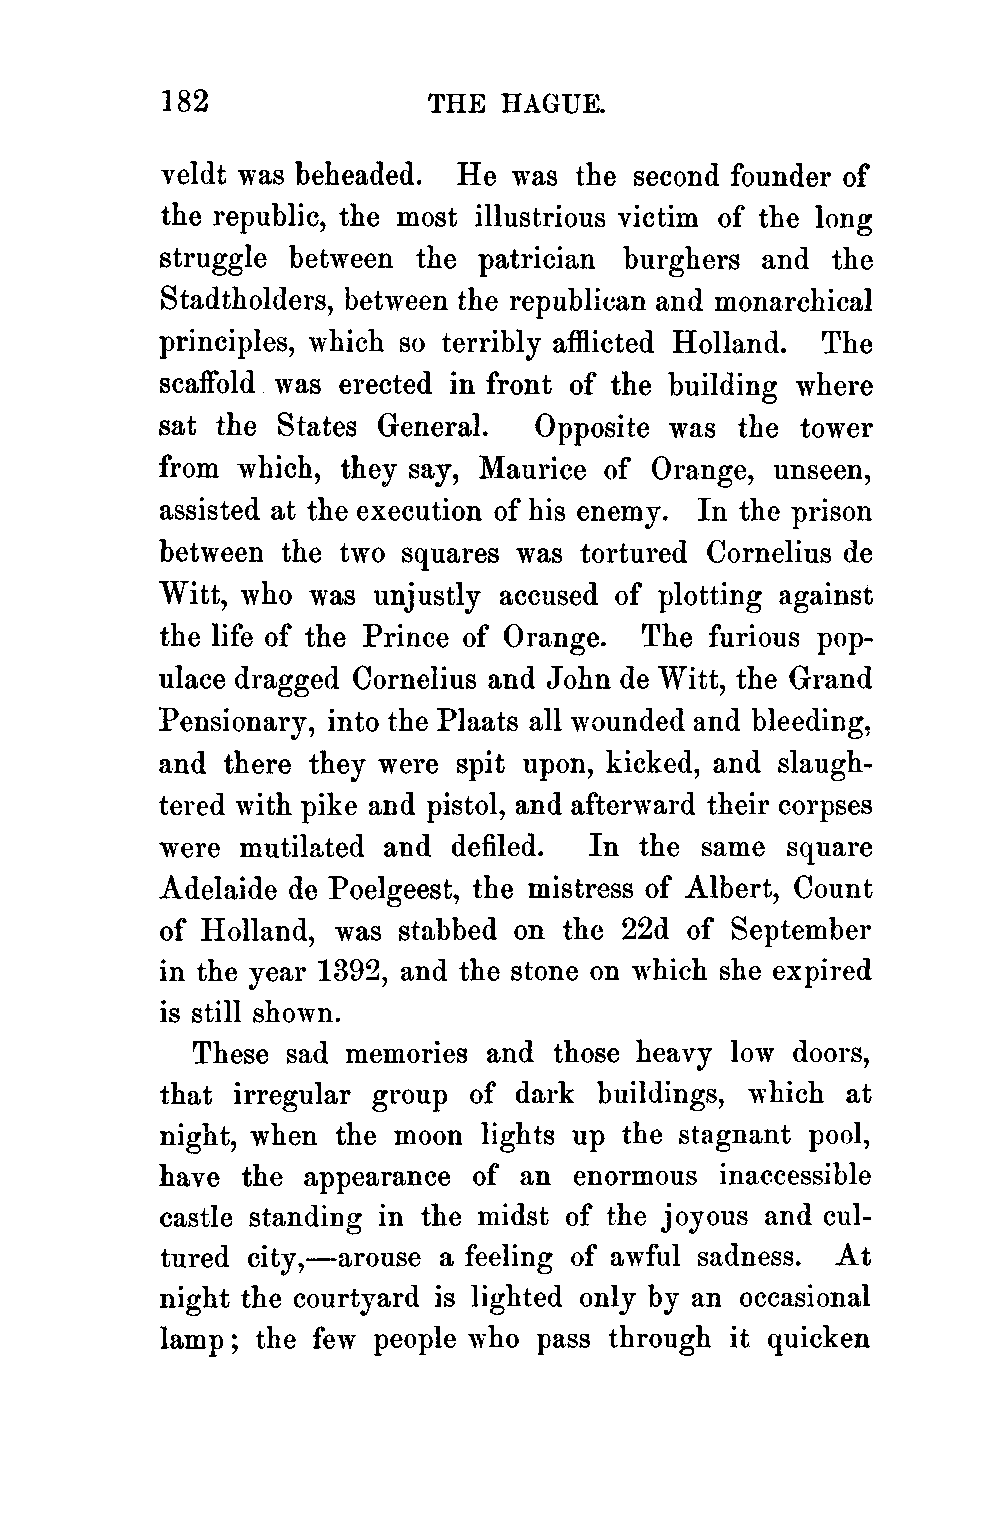 182 THE HAGUE.
veldt was beheaded. He was the second founder of
the republic, the most illustrious victim of the long
struggle between the patrician burghers and the
Stadtholders, between the republican and monarchical
principles, which so terribly afflicted Holland. The
scaffold was erected in front of the building where
sat the States General. Opposite was the tower
from which, they say, Maurice of Orange, unseen,
assisted at the execution of his enemy. In the prison
between the two squares was tortured Cornelius de
Witt, who was unjustly accused of plotting against
the life of the Prince of Orange. The furious pop-
ulace dragged Cornelius and John de Witt, the Grand
Pensionary, into the Plaats all wounded and bleeding,
and there they were spit upon, kicked, and slaugh-
tered with pike and pistol, and afterward their corpses
were mutilated and defiled. In the same square
Adelaide de Poelgeest, the mistress of Albert, Count
of Holland, was stabbed on the 22d of September
in the year 1392, and the stone on which she expired
is still shown.
These sad memories and those heavy low doors,
that irregular group of dark buildings, which at
night, when the moon lights up the stagnant pool,
have the appearance of an enormous inaccessible
castle standing in the midst of the joyous and cul-
tured city,—arouse a feeling of awful sadness. At
night the courtyard is lighted only by an occasional
lamp; the few people who pass through it quicken